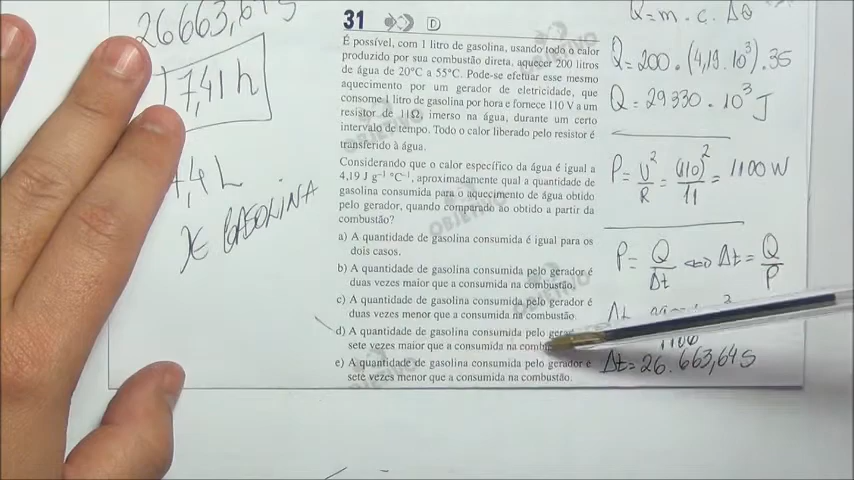 26663,64 s
7,41 h
7,4 L
DE GASOLINA
31 D
É possível, com 1 litro de gasolina, usando todo o calor
produzido por sua combustão direta, aquecer 200 litros
de água de 20°C a 55°C. Pode-se efetuar esse mesmo
aquecimento por um gerador de eletricidade, que
consome 1 litro de gasolina por hora e fornece 110 V a um
resistor de 11Ω, imerso na água, durante um certo
intervalo de tempo. Todo o calor liberado pelo resistor é
transferido à água.
Considerando que o calor específico da água é igual a
4,19 J g⁻¹ °C⁻¹, aproximadamente qual a quantidade de
gasolina consumida para o aquecimento de água obtido
pelo gerador, quando comparado ao obtido a partir da
combustão?
a) A quantidade de gasolina consumida é igual para os
dois casos.
b) A quantidade de gasolina consumida pelo gerador é
duas vezes maior que a consumida na combustão.
c) A quantidade de gasolina consumida pelo gerador é
duas vezes menor que a consumida na combustão.
d) A quantidade de gasolina consumida pelo
sete vezes maior que a consumida na
e) A quantidade de gasolina consumida pelo gerador é
sete vezes menor que a consumida na combustão.
OBJETIVO
Q = m . c . Δθ
Q = 200 . (4,19 . 10³) . 35
Q = 29330 . 10³ J
P = U²/R = (110)²/11 = 1100 W
P = Q/Δt ⇔ Δt = Q/P
Δt
1100
Δt = 26.663,64 s